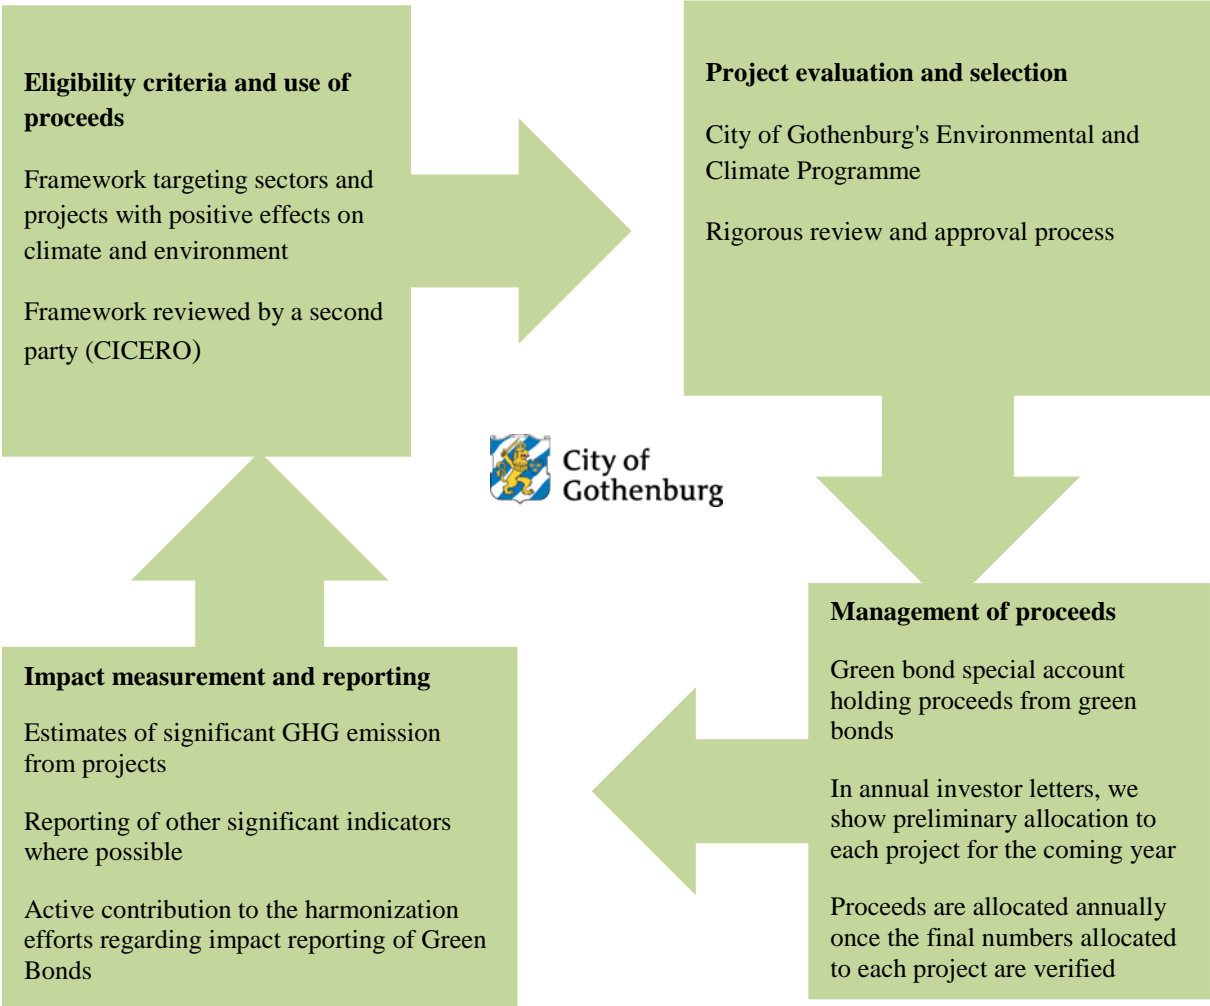 Eligibility criteria and use of
proceeds
Framework targeting sectors and
projects with positive effects on
climate and environment
Framework reviewed by a second
party (CICERO)
Project evaluation and selection
City of Gothenburg's Environmental and
Climate Programme
Rigorous review and approval process
City of
Gothenburg
Management of proceeds
Green bond special account
holding proceeds from green
bonds
In annual investor letters, we
show preliminary allocation to
each project for the coming year
Proceeds are allocated annually
once the final numbers allocated
to each project are verified
Impact measurement and reporting
Estimates of significant GHG emission
from projects
Reporting of other significant indicators
where possible
Active contribution to the harmonization
efforts regarding impact reporting of Green
Bonds